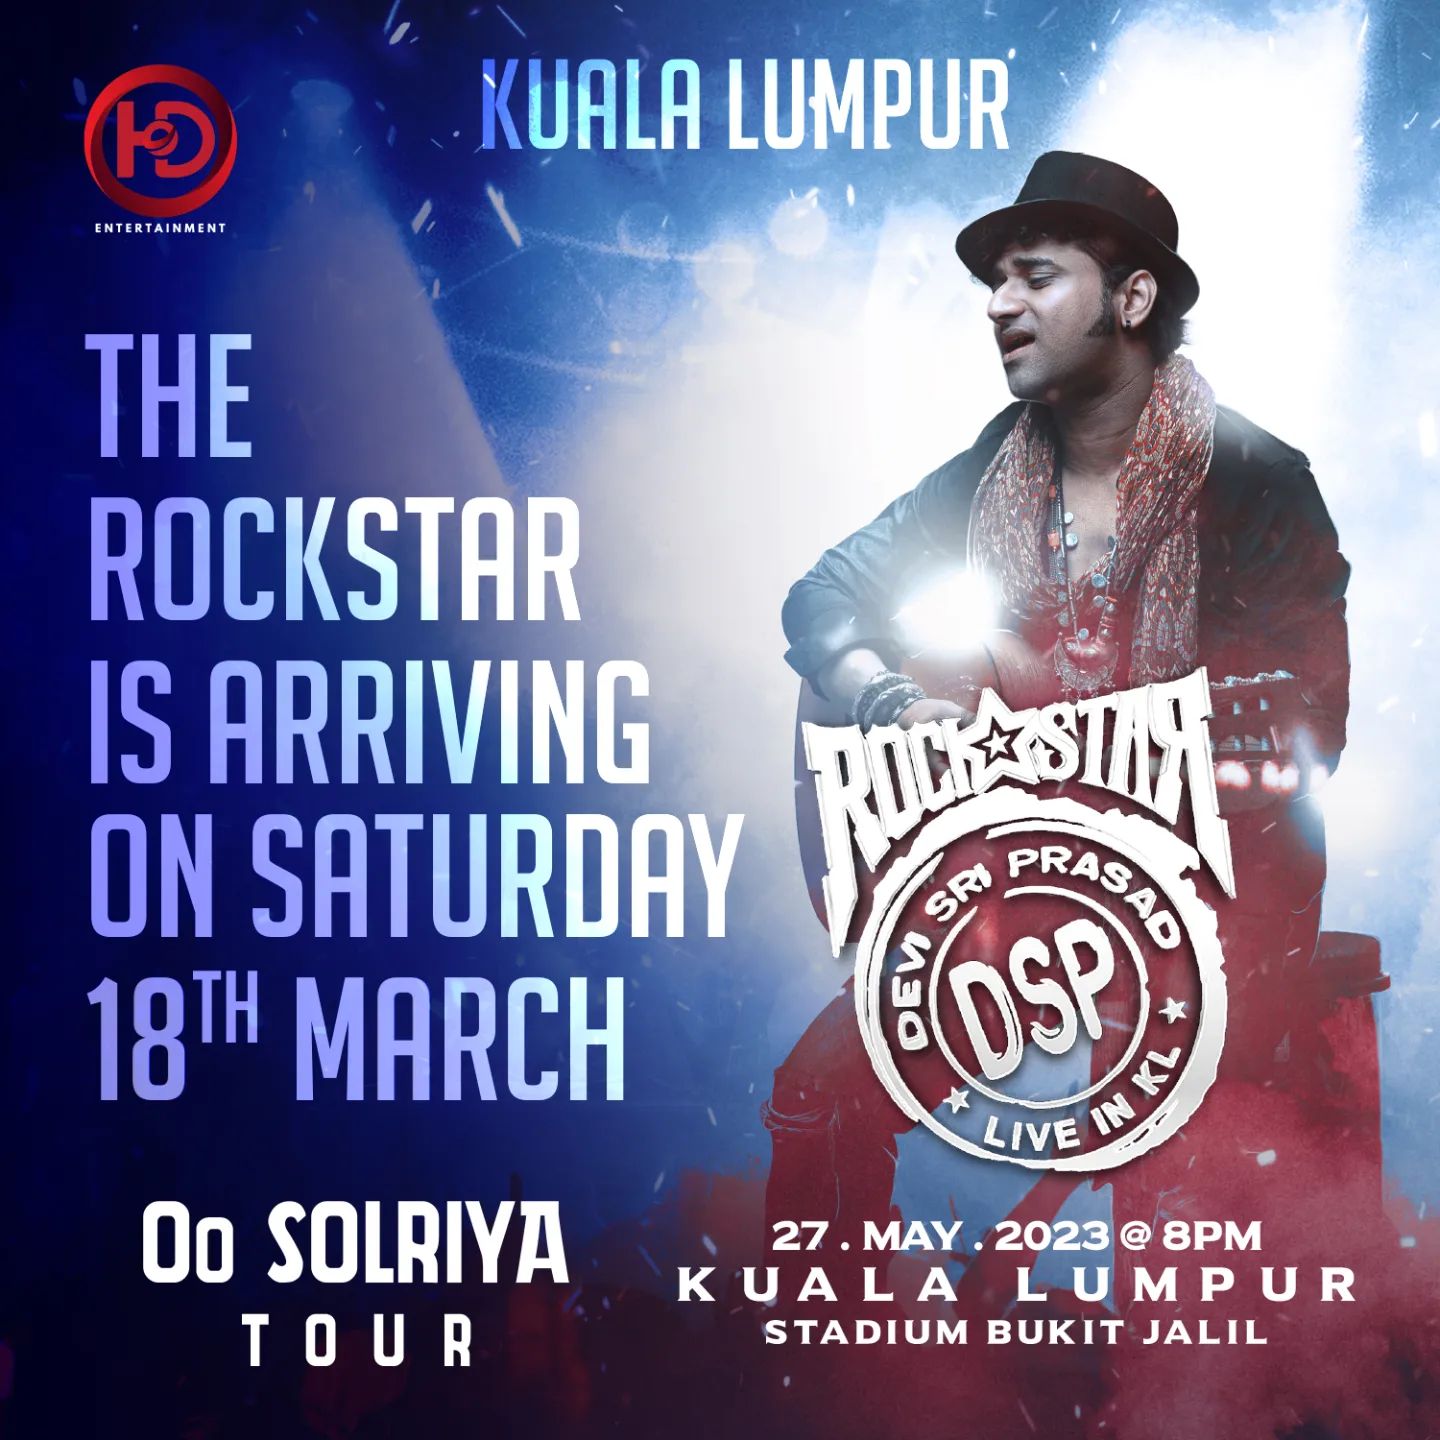 KUALA LUMPUR
HeD
ENTERTAINMENT
THE
ROCKSTAR
IS ARRIVING
ON SATURDAY
18TH MARCH
ROCKSTAR
DEVI SRI PRASAD
DSP
LIVE IN KL
Oo SOLRIYA
TOUR
27 . MAY . 2023 @ 8PM
KUALA LUMPUR
STADIUM BUKIT JALIL